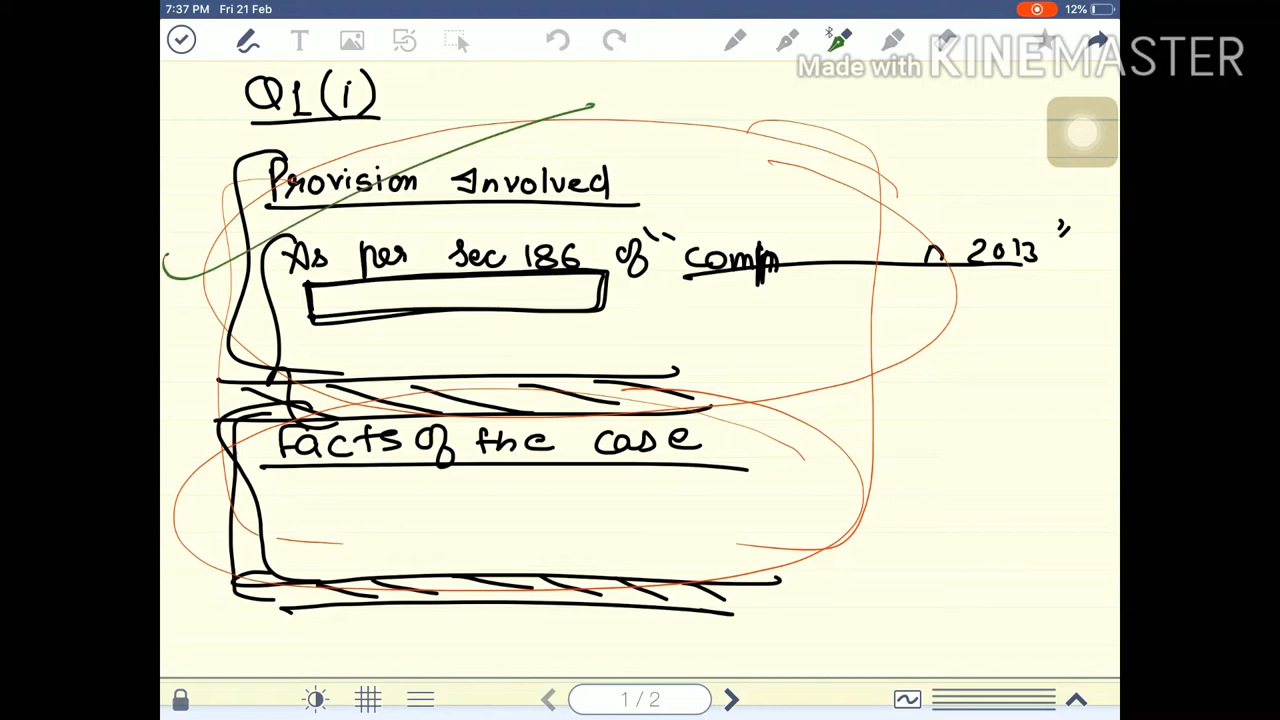 7:37 PM Fri 21 Feb 12%
Made with KINEMASTER
Q1(i)
Provision Involved
As per sec 186 of "comp n 2013"
Facts of the case
1 / 2